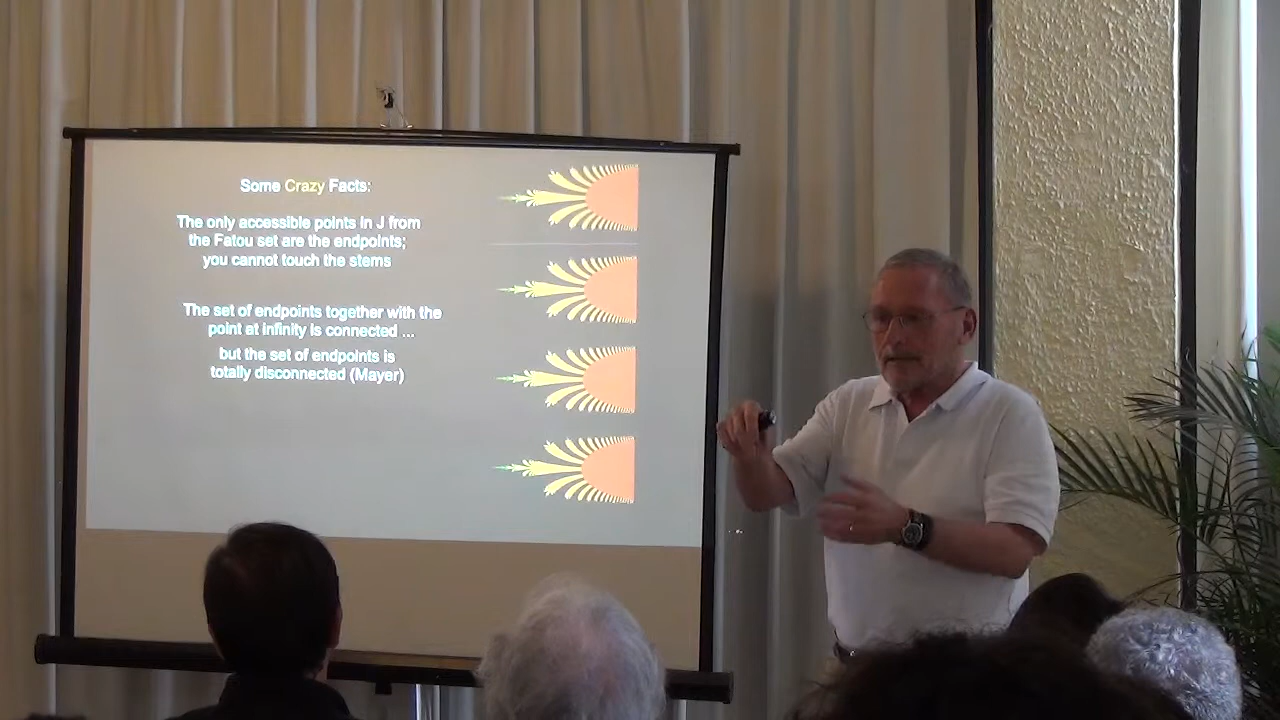 Some Crazy Facts:
The only accessible points in J from
the Fatou set are the endpoints;
you cannot touch the stems
The set of endpoints together with the
point at infinity is connected ...
but the set of endpoints is
totally disconnected (Mayer)